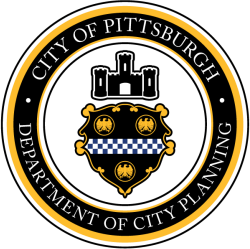 CITY OF PITTSBURGH
DEPARTMENT OF CITY PLANNING